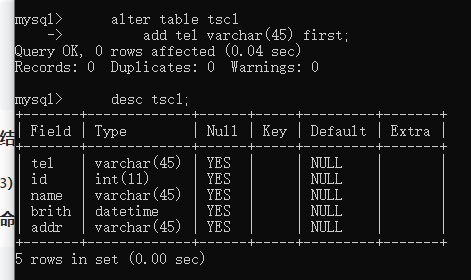 mysql>      alter table tsc1
    ->          add tel varchar(45) first;
Query OK, 0 rows affected (0.04 sec)
Records: 0  Duplicates: 0  Warnings: 0
mysql>      desc tsc1;
+-------+-------------+------+-----+---------+-------+
| Field | Type        | Null | Key | Default | Extra |
+-------+-------------+------+-----+---------+-------+
| tel   | varchar(45) | YES  |     | NULL    |       |
| id    | int(11)     | YES  |     | NULL    |       |
| name  | varchar(45) | YES  |     | NULL    |       |
| brith | datetime    | YES  |     | NULL    |       |
| addr  | varchar(45) | YES  |     | NULL    |       |
+-------+-------------+------+-----+---------+-------+
5 rows in set (0.00 sec)
结
3)
命